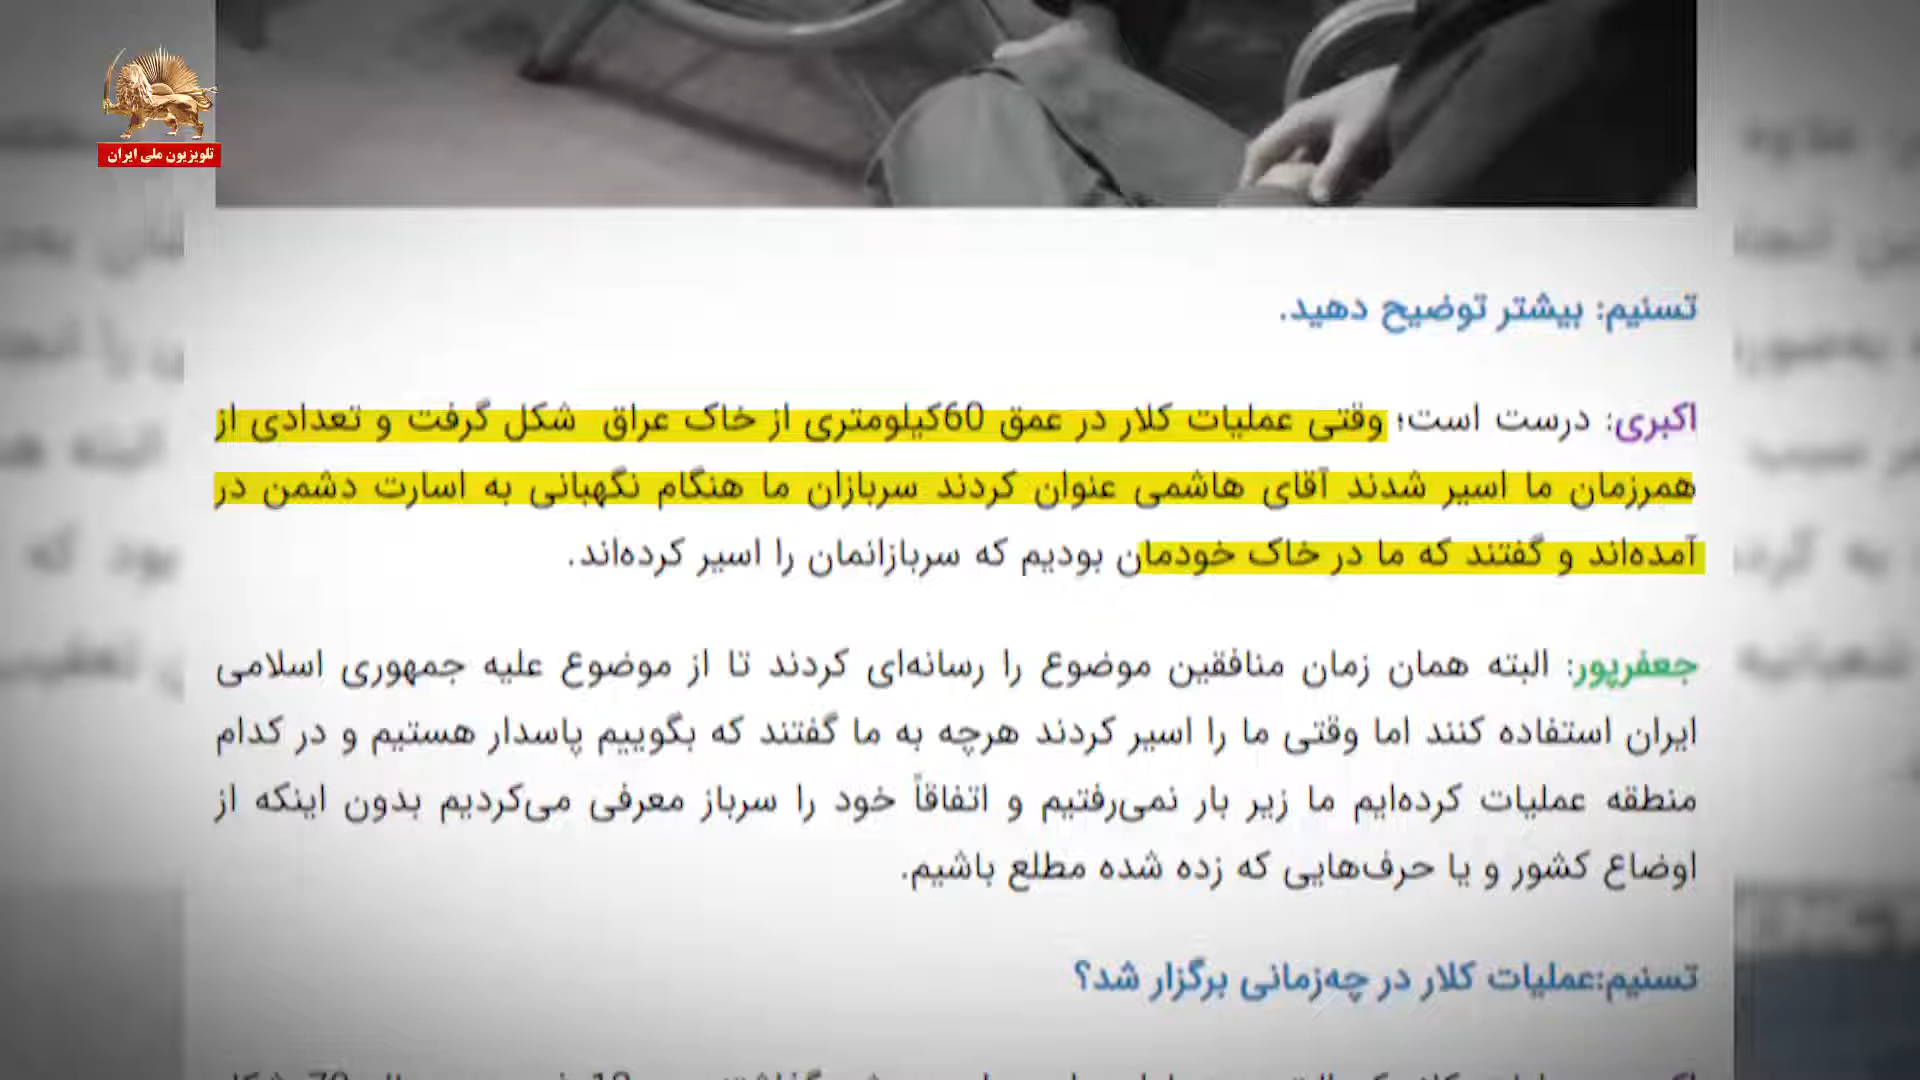 تلویزیون ملی ایران
تسنیم: بیشتر توضیح دهید.
اکبری: درست است؛ وقتی عملیات کلار در عمق 60کیلومتری از خاک عراق شکل گرفت و تعدادی از
همرزمان ما اسیر شدند آقای هاشمی عنوان کردند سربازان ما هنگام نگهبانی به اسارت دشمن در
آمده‌اند و گفتند که ما در خاک خودمان بودیم که سربازانمان را اسیر کرده‌اند.
جعفرپور: البته همان زمان منافقین موضوع را رسانه‌ای کردند تا از موضوع علیه جمهوری اسلامی
ایران استفاده کنند اما وقتی ما را اسیر کردند هرچه به ما گفتند که بگوییم پاسدار هستیم و در کدام
منطقه عملیات کرده‌ایم ما زیر بار نمی‌رفتیم و اتفاقاً خود را سرباز معرفی می‌کردیم بدون اینکه از
اوضاع کشور و یا حرف‌هایی که زده شده مطلع باشیم.
تسنیم:عملیات کلار در چه‌زمانی برگزار شد؟